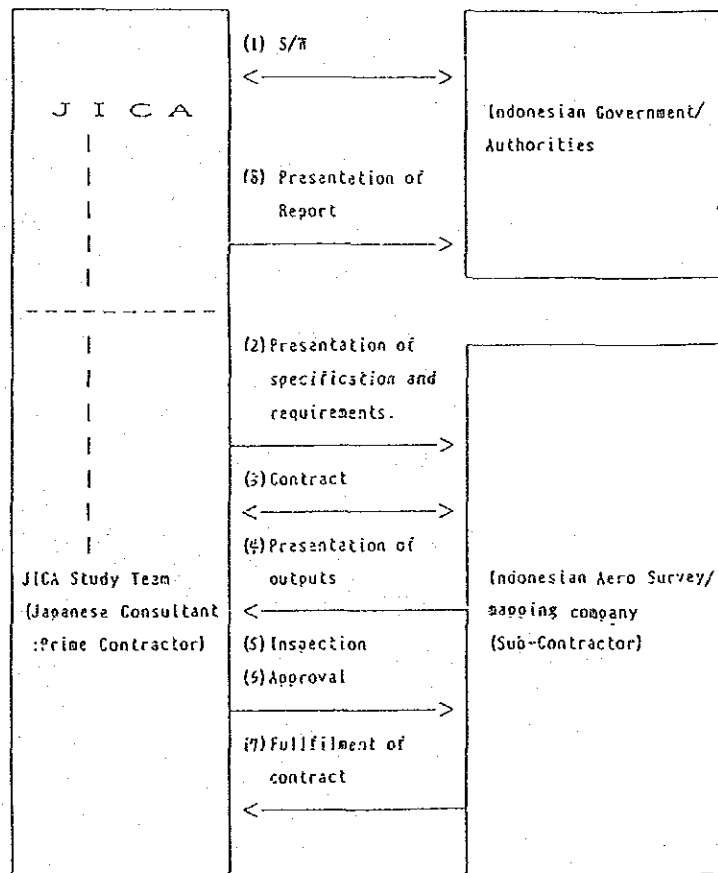 (1) S/W
J I C A
Indonesian Government/
Authorities
(8) Presentation of
Report
(2) Presentation of
specification and
requirements.
(3) Contract
(4) Presentation of
outputs
JICA Study Team
(Japanese Consultant
:Prime Contractor)
Indonesian Aero Survey/
mapping company
(Sub-Contractor)
(5) Inspection
(6) Approval
(7) Fullfilment of
contract